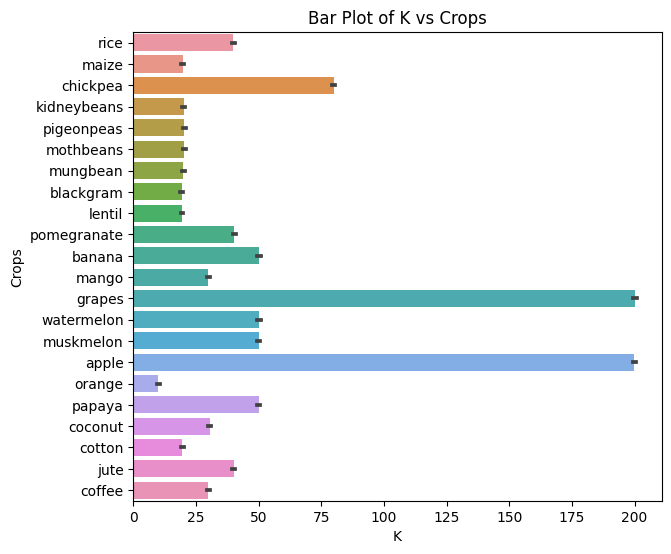 Bar Plot of K vs Crops
Crops
rice
maize
chickpea
kidneybeans
pigeonpeas
mothbeans
mungbean
blackgram
lentil
pomegranate
banana
mango
grapes
watermelon
muskmelon
apple
orange
papaya
coconut
cotton
jute
coffee
0 25 50 75 100 125 150 175 200
K